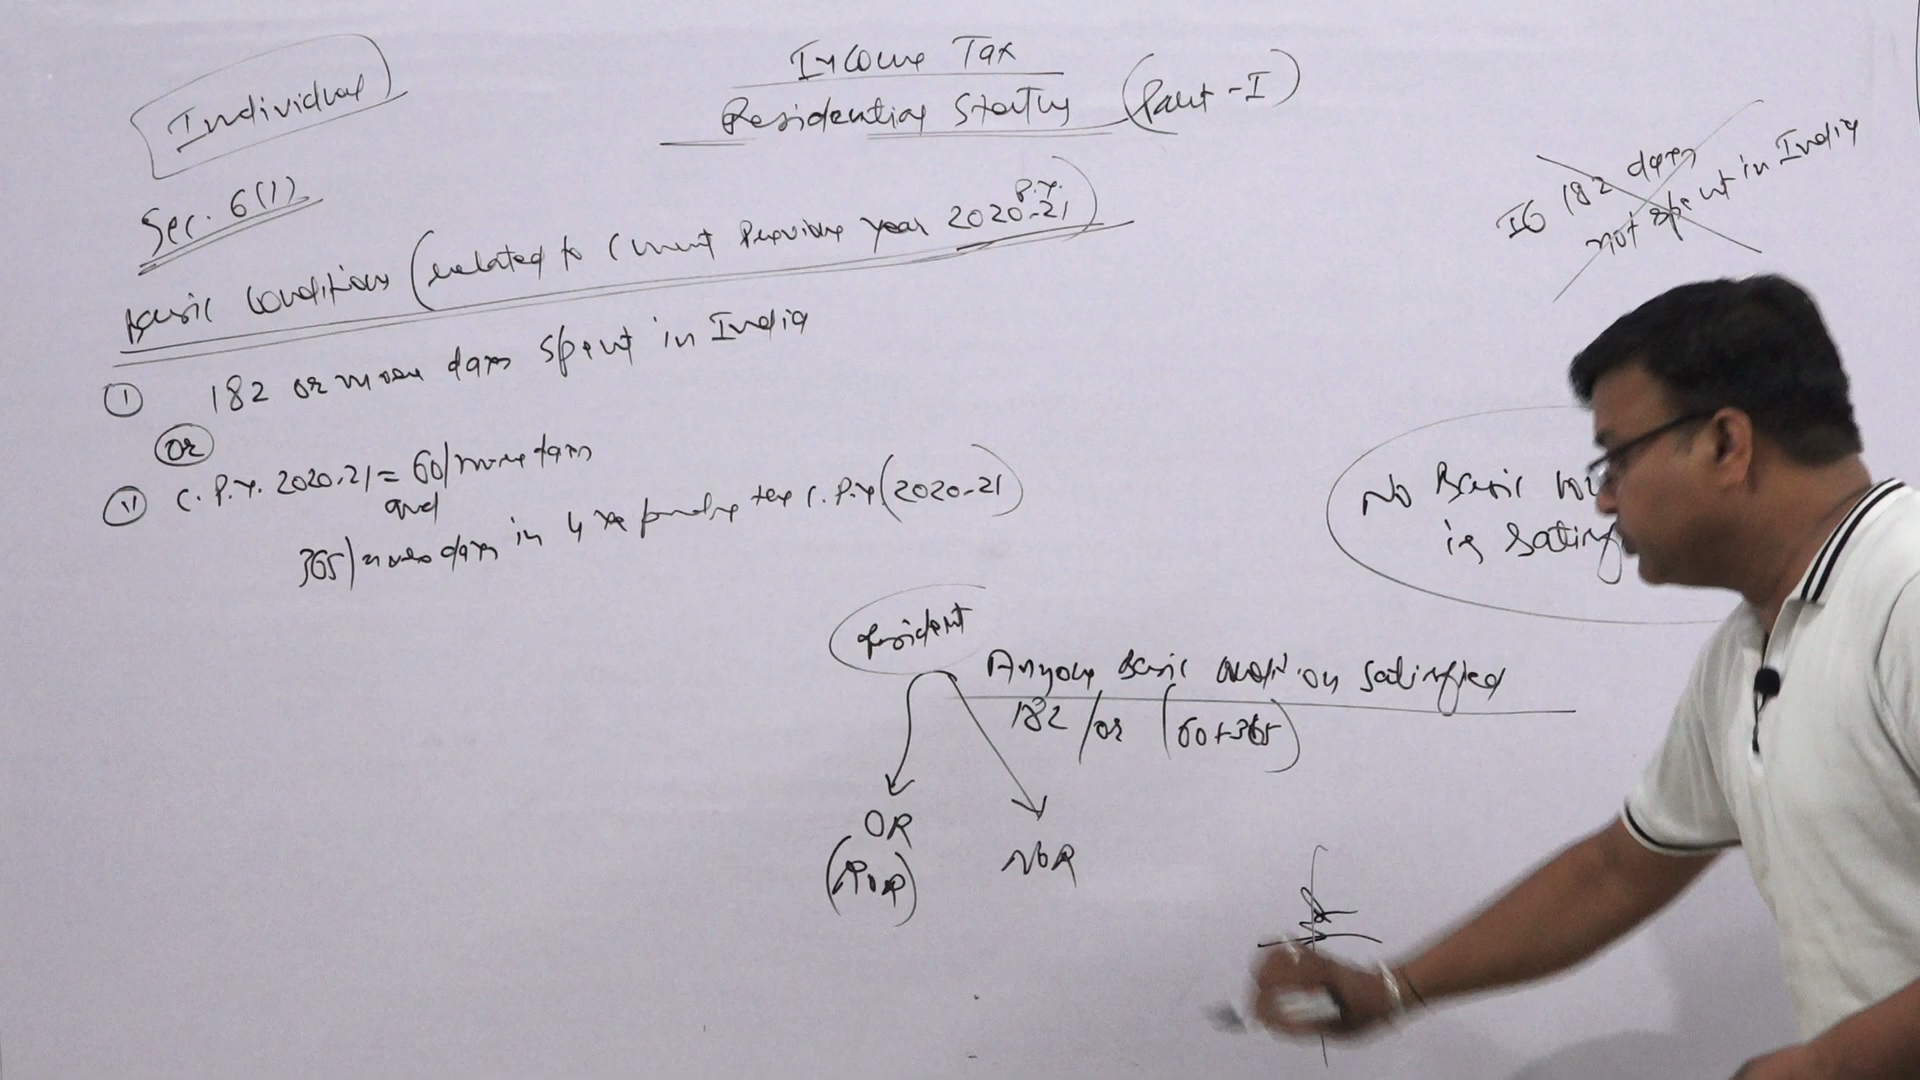 Income Tax
Residential Status (Part-I)
Individual
Sec. 6(1)
Basic Conditions (related to Current Previous year P.Y. 2020-21)
① 182 or more days spent in India
or
② C.P.Y. 2020-21 = 60/more days
and
365/more days in 4 yrs preceding the C.P.Y (2020-21)
If 182 days
not spent in India
No Basic
is Satisf
Resident
Anyone Basic condition satisfied
182 / or (60+365)
OR
(ROR)
NOR